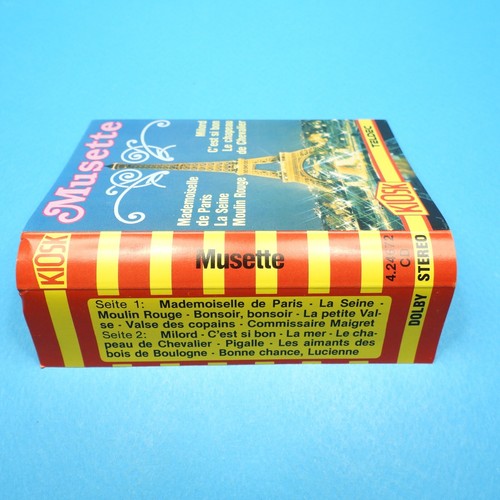 Musette
Milord
C'est si bon
Le chapeau
de Chevalier
Mademoiselle
de Paris
La Seine
Moulin Rouge
TELDEC
KIOSK
KIOSK
Musette
DOLBY STEREO
Seite 1: Mademoiselle de Paris · La Seine ·
Moulin Rouge · Bonsoir, bonsoir · La petite Val-
se · Valse des copains · Commissaire Maigret
Seite 2: Milord · C'est si bon · La mer · Le cha-
peau de Chevalier · Pigalle · Les aimants des
bois de Boulogne · Bonne chance, Lucienne